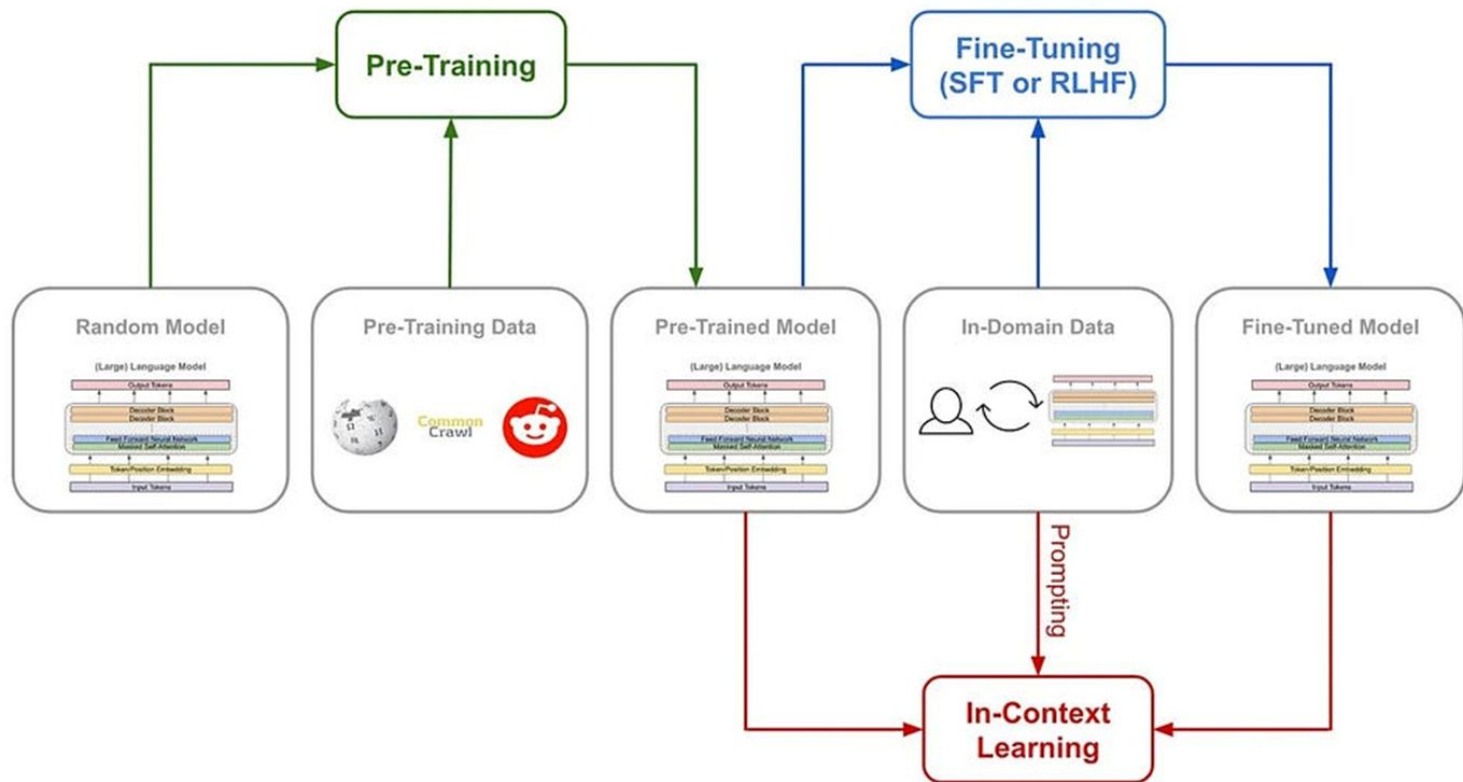 Pre-Training
Fine-Tuning
(SFT or RLHF)
Random Model
(Large) Language Model
Output Tokens
Decoder Block
Decoder Block
Feed Forward Neural Network
Masked Self-Attention
Token/Position Embedding
Input Tokens
Pre-Training Data
Common
Crawl
Pre-Trained Model
(Large) Language Model
Output Tokens
Decoder Block
Decoder Block
Feed Forward Neural Network
Masked Self-Attention
Token/Position Embedding
Input Tokens
In-Domain Data
Fine-Tuned Model
(Large) Language Model
Output Tokens
Decoder Block
Decoder Block
Feed Forward Neural Network
Masked Self-Attention
Token/Position Embedding
Input Tokens
Prompting
In-Context
Learning